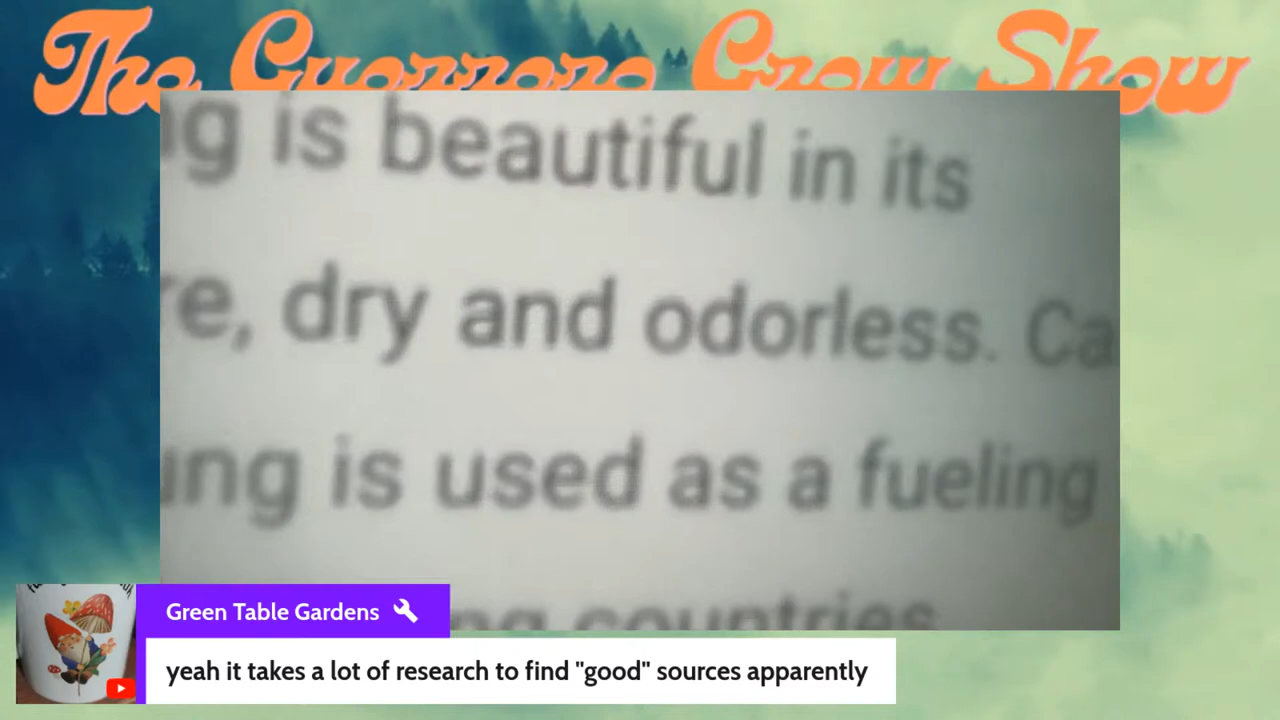 The Guerrero Grow Show
is beautiful in its
dry and odorless. Ca
is used as a fueling
countries
Green Table Gardens
yeah it takes a lot of research to find "good" sources apparently